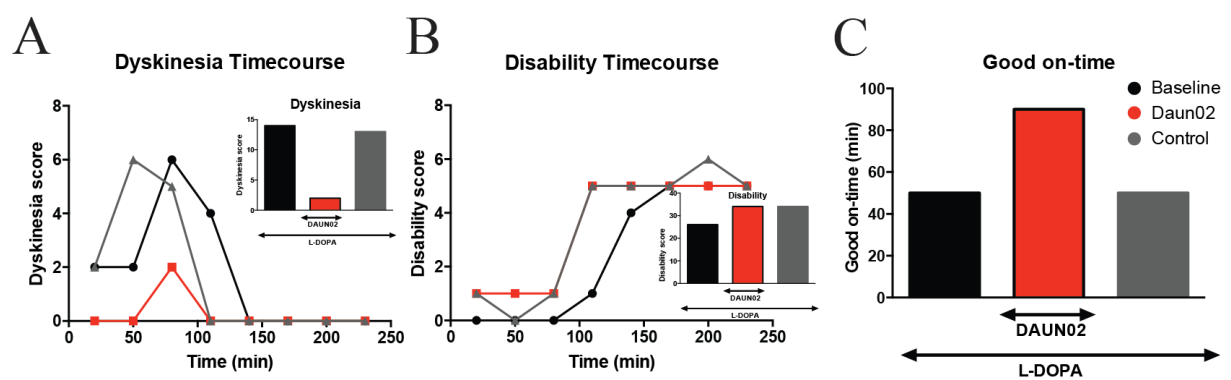 A
Dyskinesia Timecourse
Dyskinesia score
8
6
4
2
0
0 50 100 150 200 250
Time (min)
Dyskinesia
Dyskinesia score
15
10
5
0
DAUN02
L-DOPA
B
Disability Timecourse
Disability score
8
6
4
2
0
0 50 100 150 200 250
Time (min)
Disability
Disability score
40
30
20
10
0
DAUN02
L-DOPA
C
Good on-time
Good on-time (min)
100
80
60
40
20
0
Baseline
Daun02
Control
DAUN02
L-DOPA